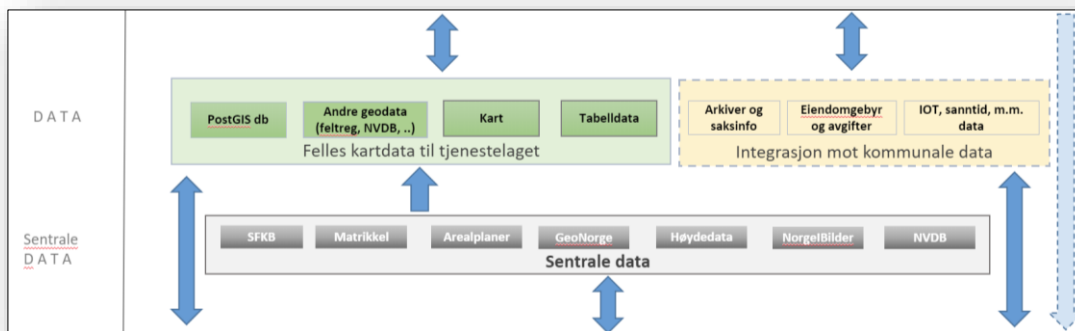 DATA
PostGIS db
Andre geodata
(feltreg, NVDB, ..)
Kart
Tabelldata
Felles kartdata til tjenestelaget
Arkiver og
saksinfo
Eiendomgebyr
og avgifter
IOT, sanntid, m.m.
data
Integrasjon mot kommunale data
Sentrale
DATA
SFKB
Matrikkel
Arealplaner
GeoNorge
Høydedata
NorgeIBilder
NVDB
Sentrale data